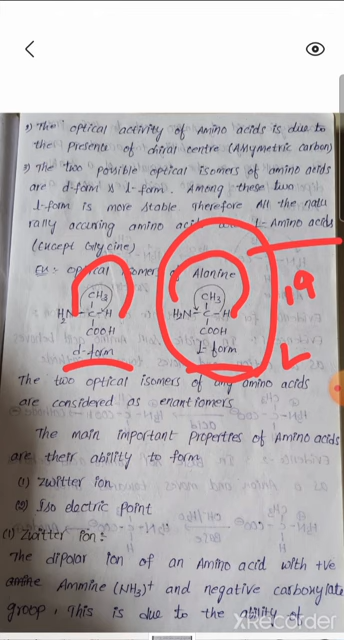 1) The optical activity of Amino acids is due to
the presents of chiral centre (Asymetric carbon)
2) The two possible optical isomers of amino acids
are d-form & l-form. Among these two
l-form is more stable. Therefore All the natu
rally accuring amino L-Amino acids
(Except Glycine)
Ex:- optical isomers of Alanine
CH3 CH3
H2N-C-H H2N-C-H
COOH COOH
d-form L-form
19
L
The two optical isomers of any amino acids
are considered as enantiomers
The main important properties of Amino acids
are their ability to form
(1) Zwitter ion
(2) Iso electric point
(1) Zwitter ion:-
The dipolar ion of an Amino acid with +ve
Ammine (NH3)+ and negative carboxylate
group, This is due to the ability of
XRecorder